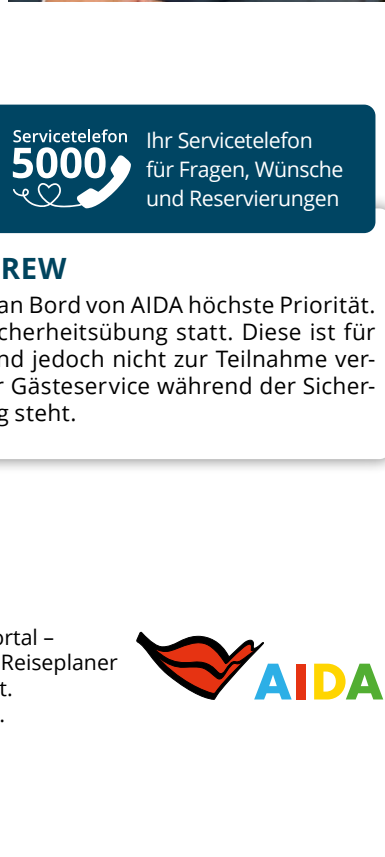 Servicetelefon
5000
Ihr Servicetelefon
für Fragen, Wünsche
und Reservierungen
REW
an Bord von AIDA höchste Priorität.
cherheitsübung statt. Diese ist für
nd jedoch nicht zur Teilnahme ver-
r Gästeservice während der Sicher-
g steht.
ortal –
Reiseplaner
t.
.
AIDA